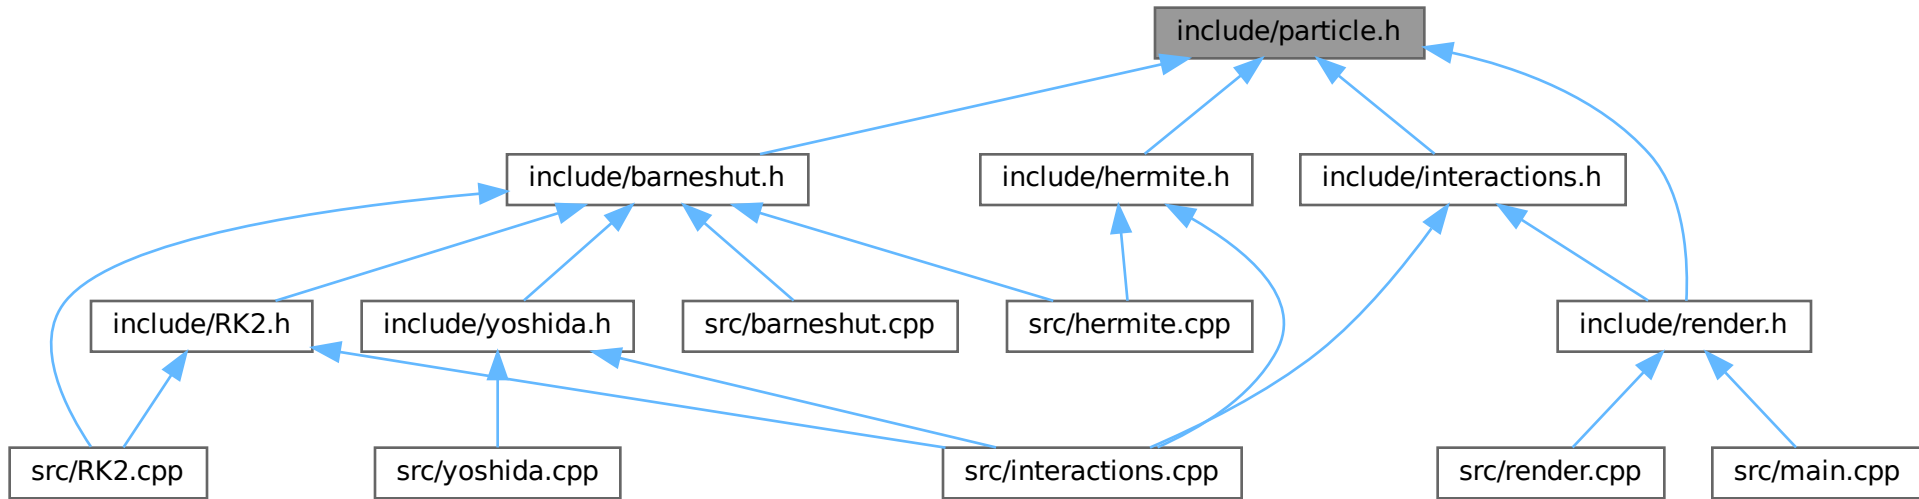 include/particle.h
include/barneshut.h
include/hermite.h
include/interactions.h
include/RK2.h
include/yoshida.h
src/barneshut.cpp
src/hermite.cpp
include/render.h
src/RK2.cpp
src/yoshida.cpp
src/interactions.cpp
src/render.cpp
src/main.cpp